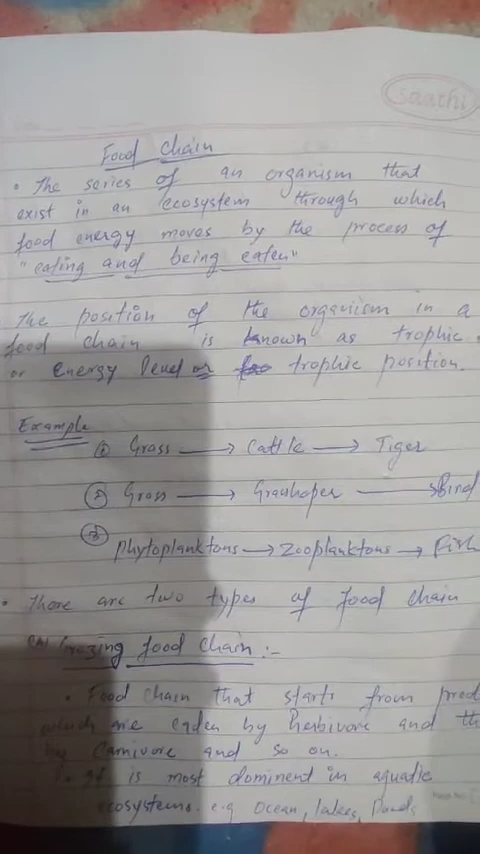 Saathi
Food Chain
• The series of an organism that
exist in an ecosystem through which
food energy moves by the process of
"eating and being eaten"
The position of the organism in a
food chain is known as trophic
or Energy level or trophic position.
Example
① Grass → Cattle → Tiger
② Grass → Grashoper → Bird
③ Phytoplanktons → Zooplanktons → Fish
• There are two types of food chain
(A) Grazing food chain :-
• Food chain that starts from prod
which are eaden by herbivore and th
by Carnivore and so on.
• It is most dominent in aquatic
ecosystems. e.g Ocean, lakes, Ponds